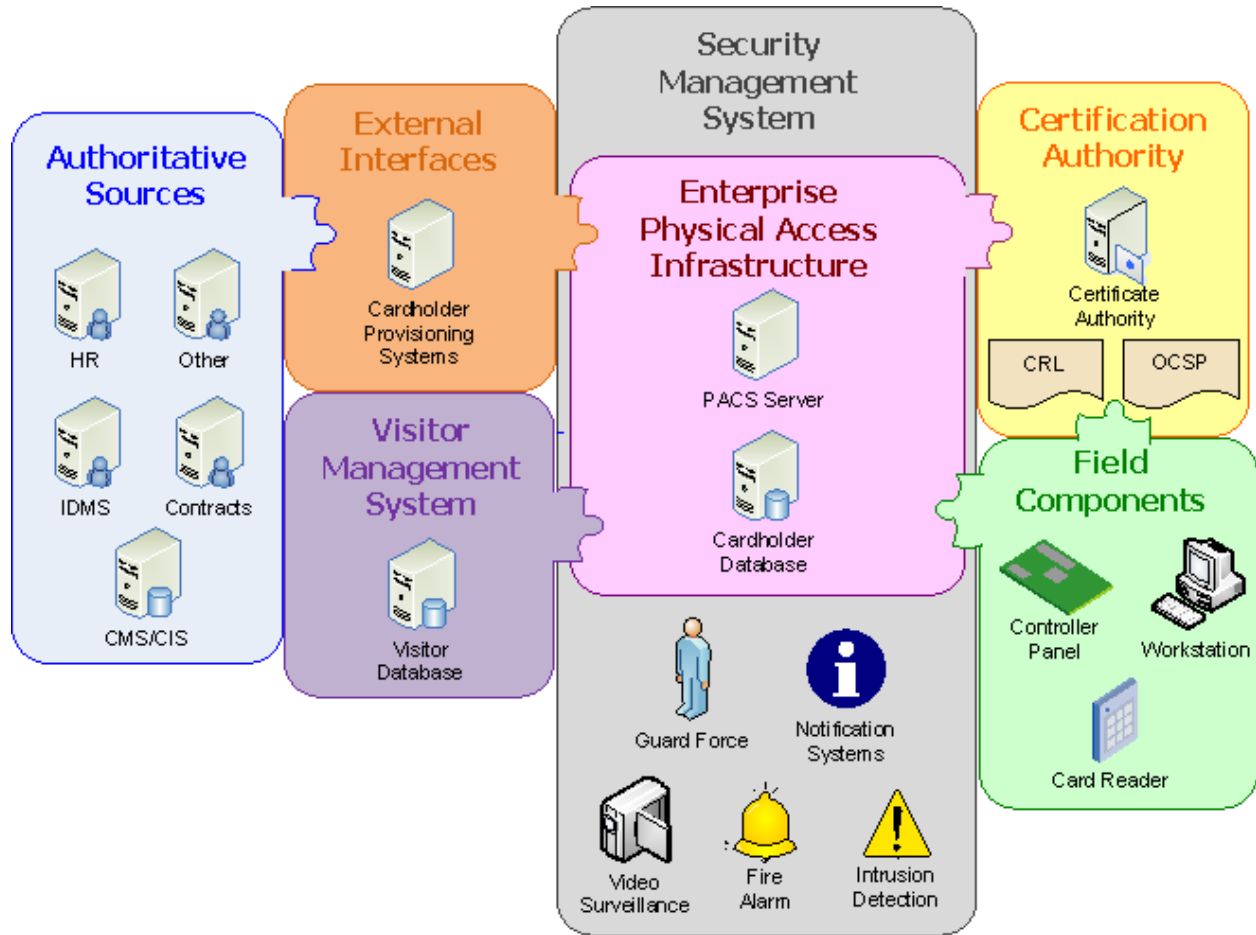 Authoritative
Sources
HR
Other
IDMS
Contracts
CMS/CIS
External
Interfaces
Cardholder
Provisioning
Systems
Visitor
Management
System
Visitor
Database
Security
Management
System
Enterprise
Physical Access
Infrastructure
PACS Server
Cardholder
Database
Guard Force
Notification
Systems
Video
Surveillance
Fire
Alarm
Intrusion
Detection
Certification
Authority
Certificate
Authority
CRL
OCSP
Field
Components
Controller
Panel
Workstation
Card Reader